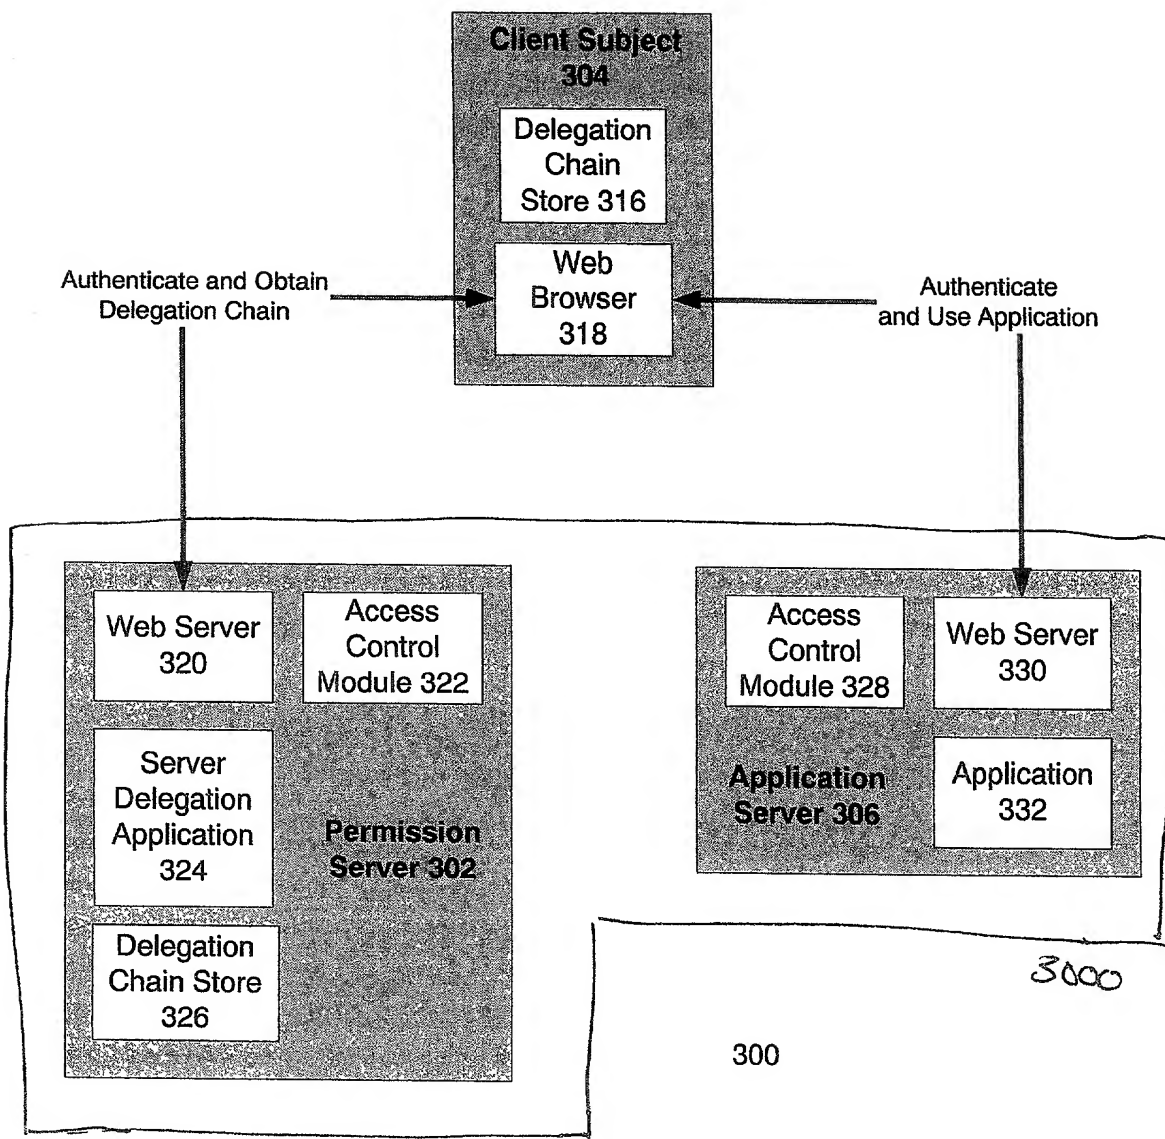 Client Subject
304
Delegation
Chain
Store 316
Web
Browser
318
Authenticate and Obtain
Delegation Chain
Authenticate
and Use Application
Web Server
320
Access
Control
Module 322
Server
Delegation
Application
324
Permission
Server 302
Delegation
Chain Store
326
Access
Control
Module 328
Web Server
330
Application
Server 306
Application
332
3000
300